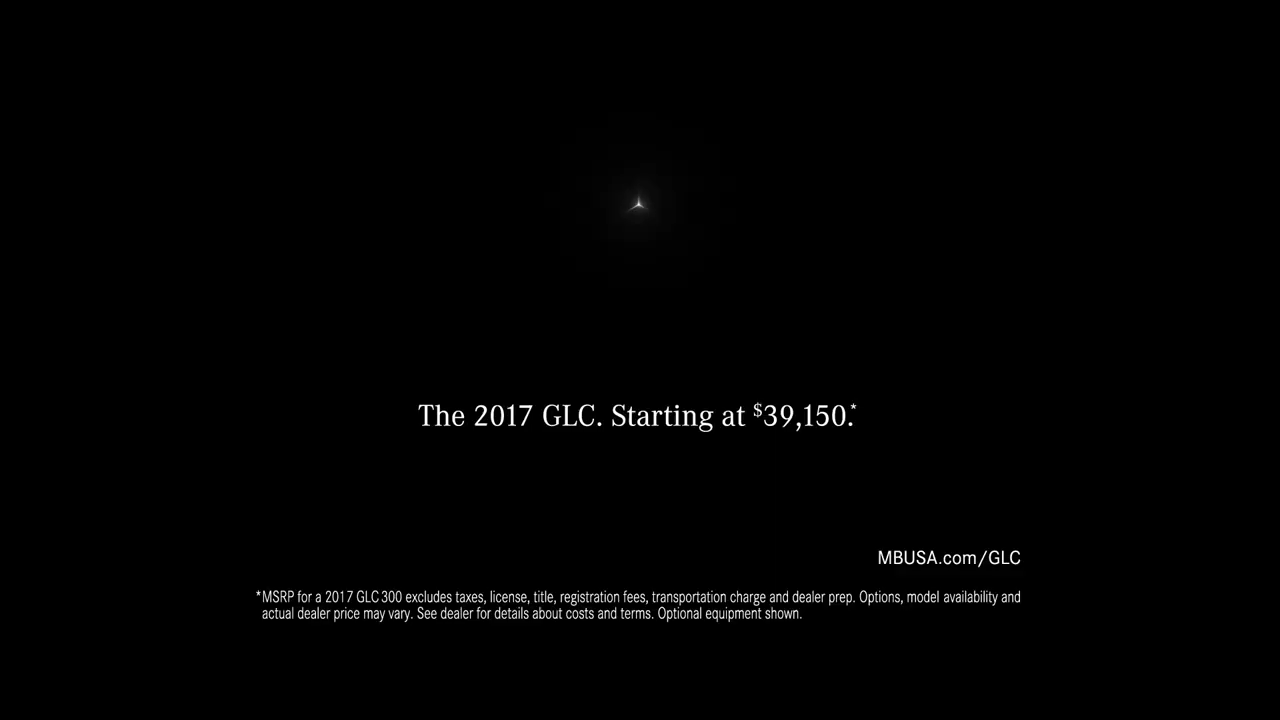 The 2017 GLC. Starting at $39,150.*
MBUSA.com/GLC
*MSRP for a 2017 GLC 300 excludes taxes, license, title, registration fees, transportation charge and dealer prep. Options, model availability and
actual dealer price may vary. See dealer for details about costs and terms. Optional equipment shown.